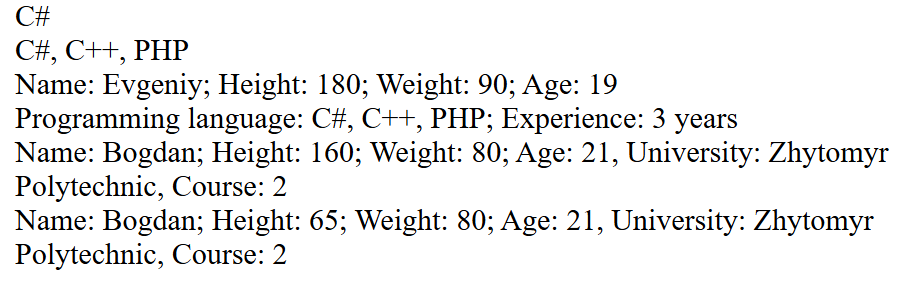 C#
C#, C++, PHP
Name: Evgeniy; Height: 180; Weight: 90; Age: 19
Programming language: C#, C++, PHP; Experience: 3 years
Name: Bogdan; Height: 160; Weight: 80; Age: 21, University: Zhytomyr
Polytechnic, Course: 2
Name: Bogdan; Height: 65; Weight: 80; Age: 21, University: Zhytomyr
Polytechnic, Course: 2